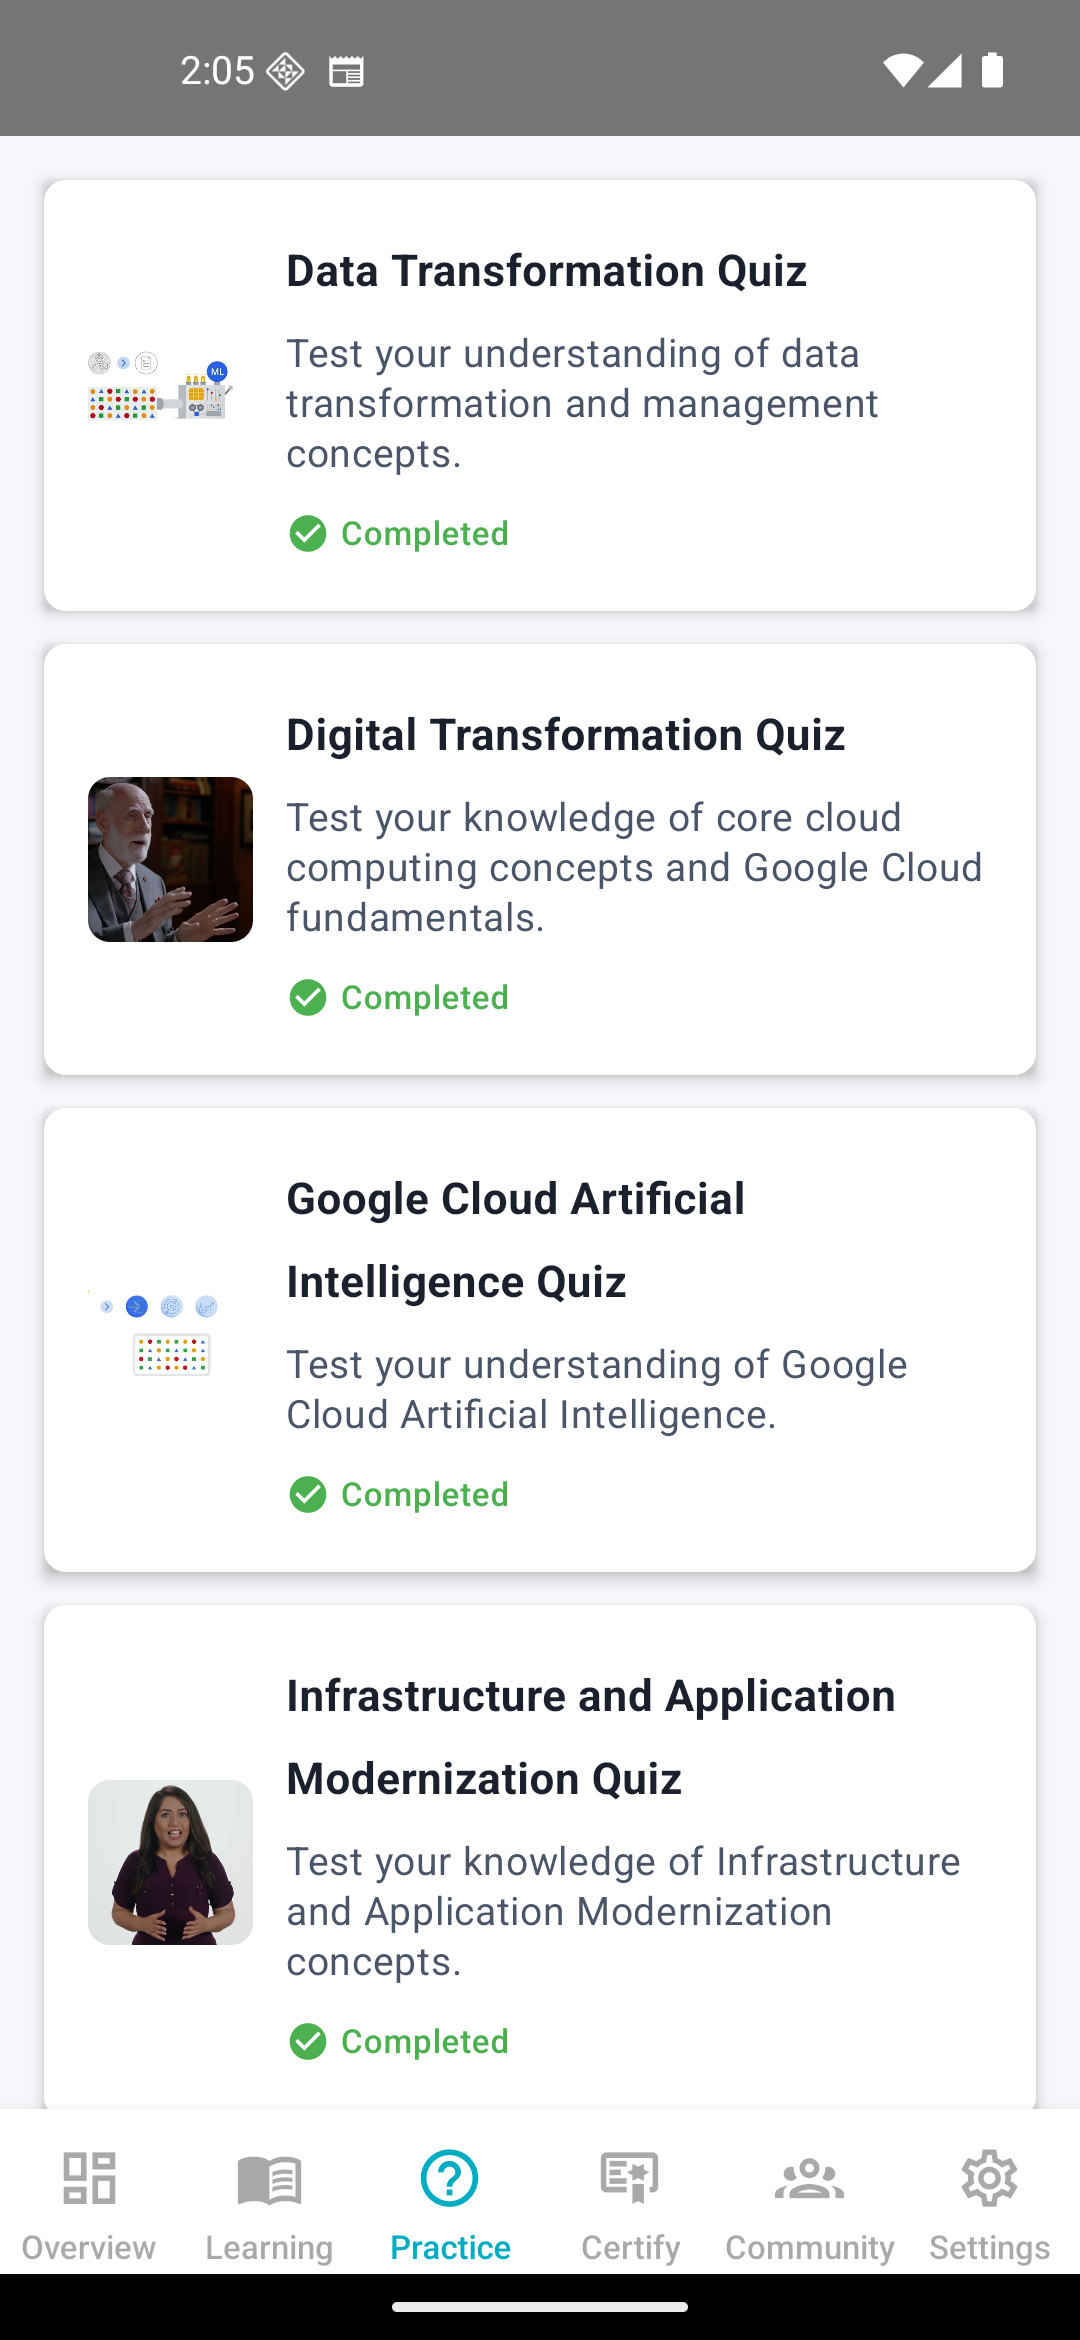 2:05
Data Transformation Quiz
Test your understanding of data
transformation and management
concepts.
Completed
ML
Digital Transformation Quiz
Test your knowledge of core cloud
computing concepts and Google Cloud
fundamentals.
Completed
Google Cloud Artificial
Intelligence Quiz
Test your understanding of Google
Cloud Artificial Intelligence.
Completed
Infrastructure and Application
Modernization Quiz
Test your knowledge of Infrastructure
and Application Modernization
concepts.
Completed
Overview
Learning
Practice
Certify
Community
Settings